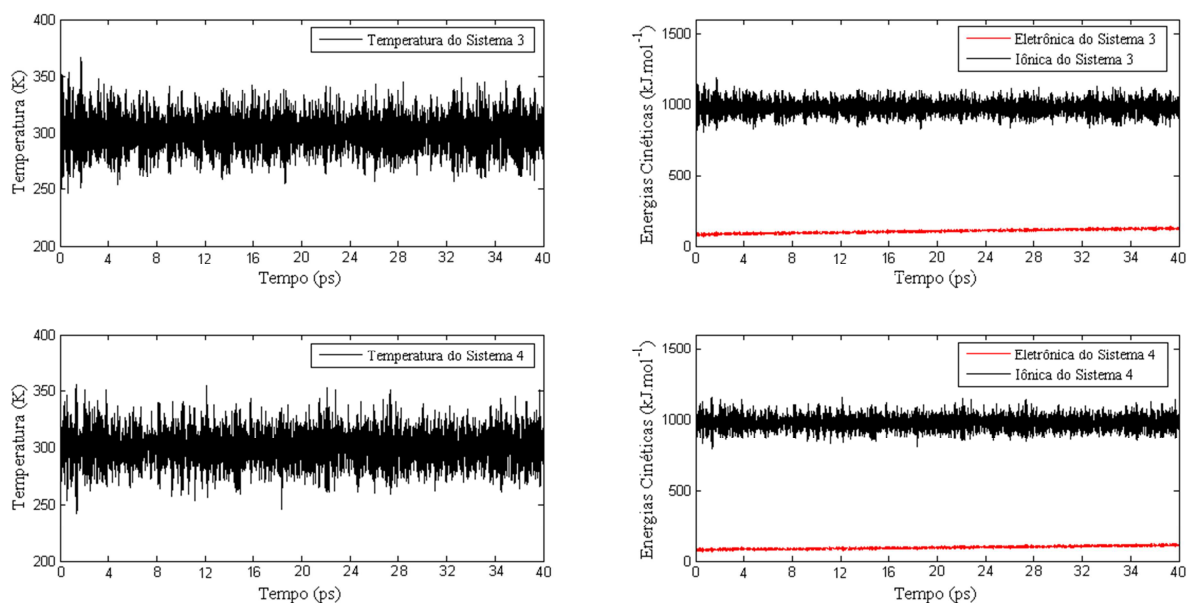 400
350
300
250
200
Temperatura (K)
Temperatura do Sistema 3
0 4 8 12 16 20 24 28 32 34 40
Tempo (ps)
1500
1000
500
0
Energias Cinéticas (kJ.mol⁻¹)
Eletrônica do Sistema 3
Iônica do Sistema 3
0 4 8 12 16 20 24 28 32 34 40
Tempo (ps)
400
350
300
250
200
Temperatura (K)
Temperatura do Sistema 4
0 4 8 12 16 20 24 28 32 34 40
Tempo (ps)
1500
1000
500
0
Energias Cinéticas (kJ.mol⁻¹)
Eletrônica do Sistema 4
Iônica do Sistema 4
0 4 8 12 16 20 24 28 32 34 40
Tempo (ps)